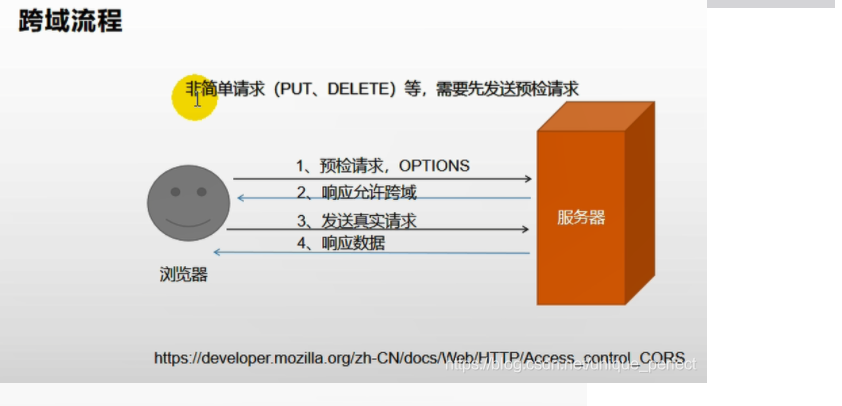 跨域流程
非简单请求（PUT、DELETE）等，需要先发送预检请求
1、预检请求，OPTIONS
2、响应允许跨域
3、发送真实请求
4、响应数据
服务器
浏览器
https://developer.mozilla.org/zh-CN/docs/Web/HTTP/Access_control_CORS
https://blog.csdn.net/unique_perfect